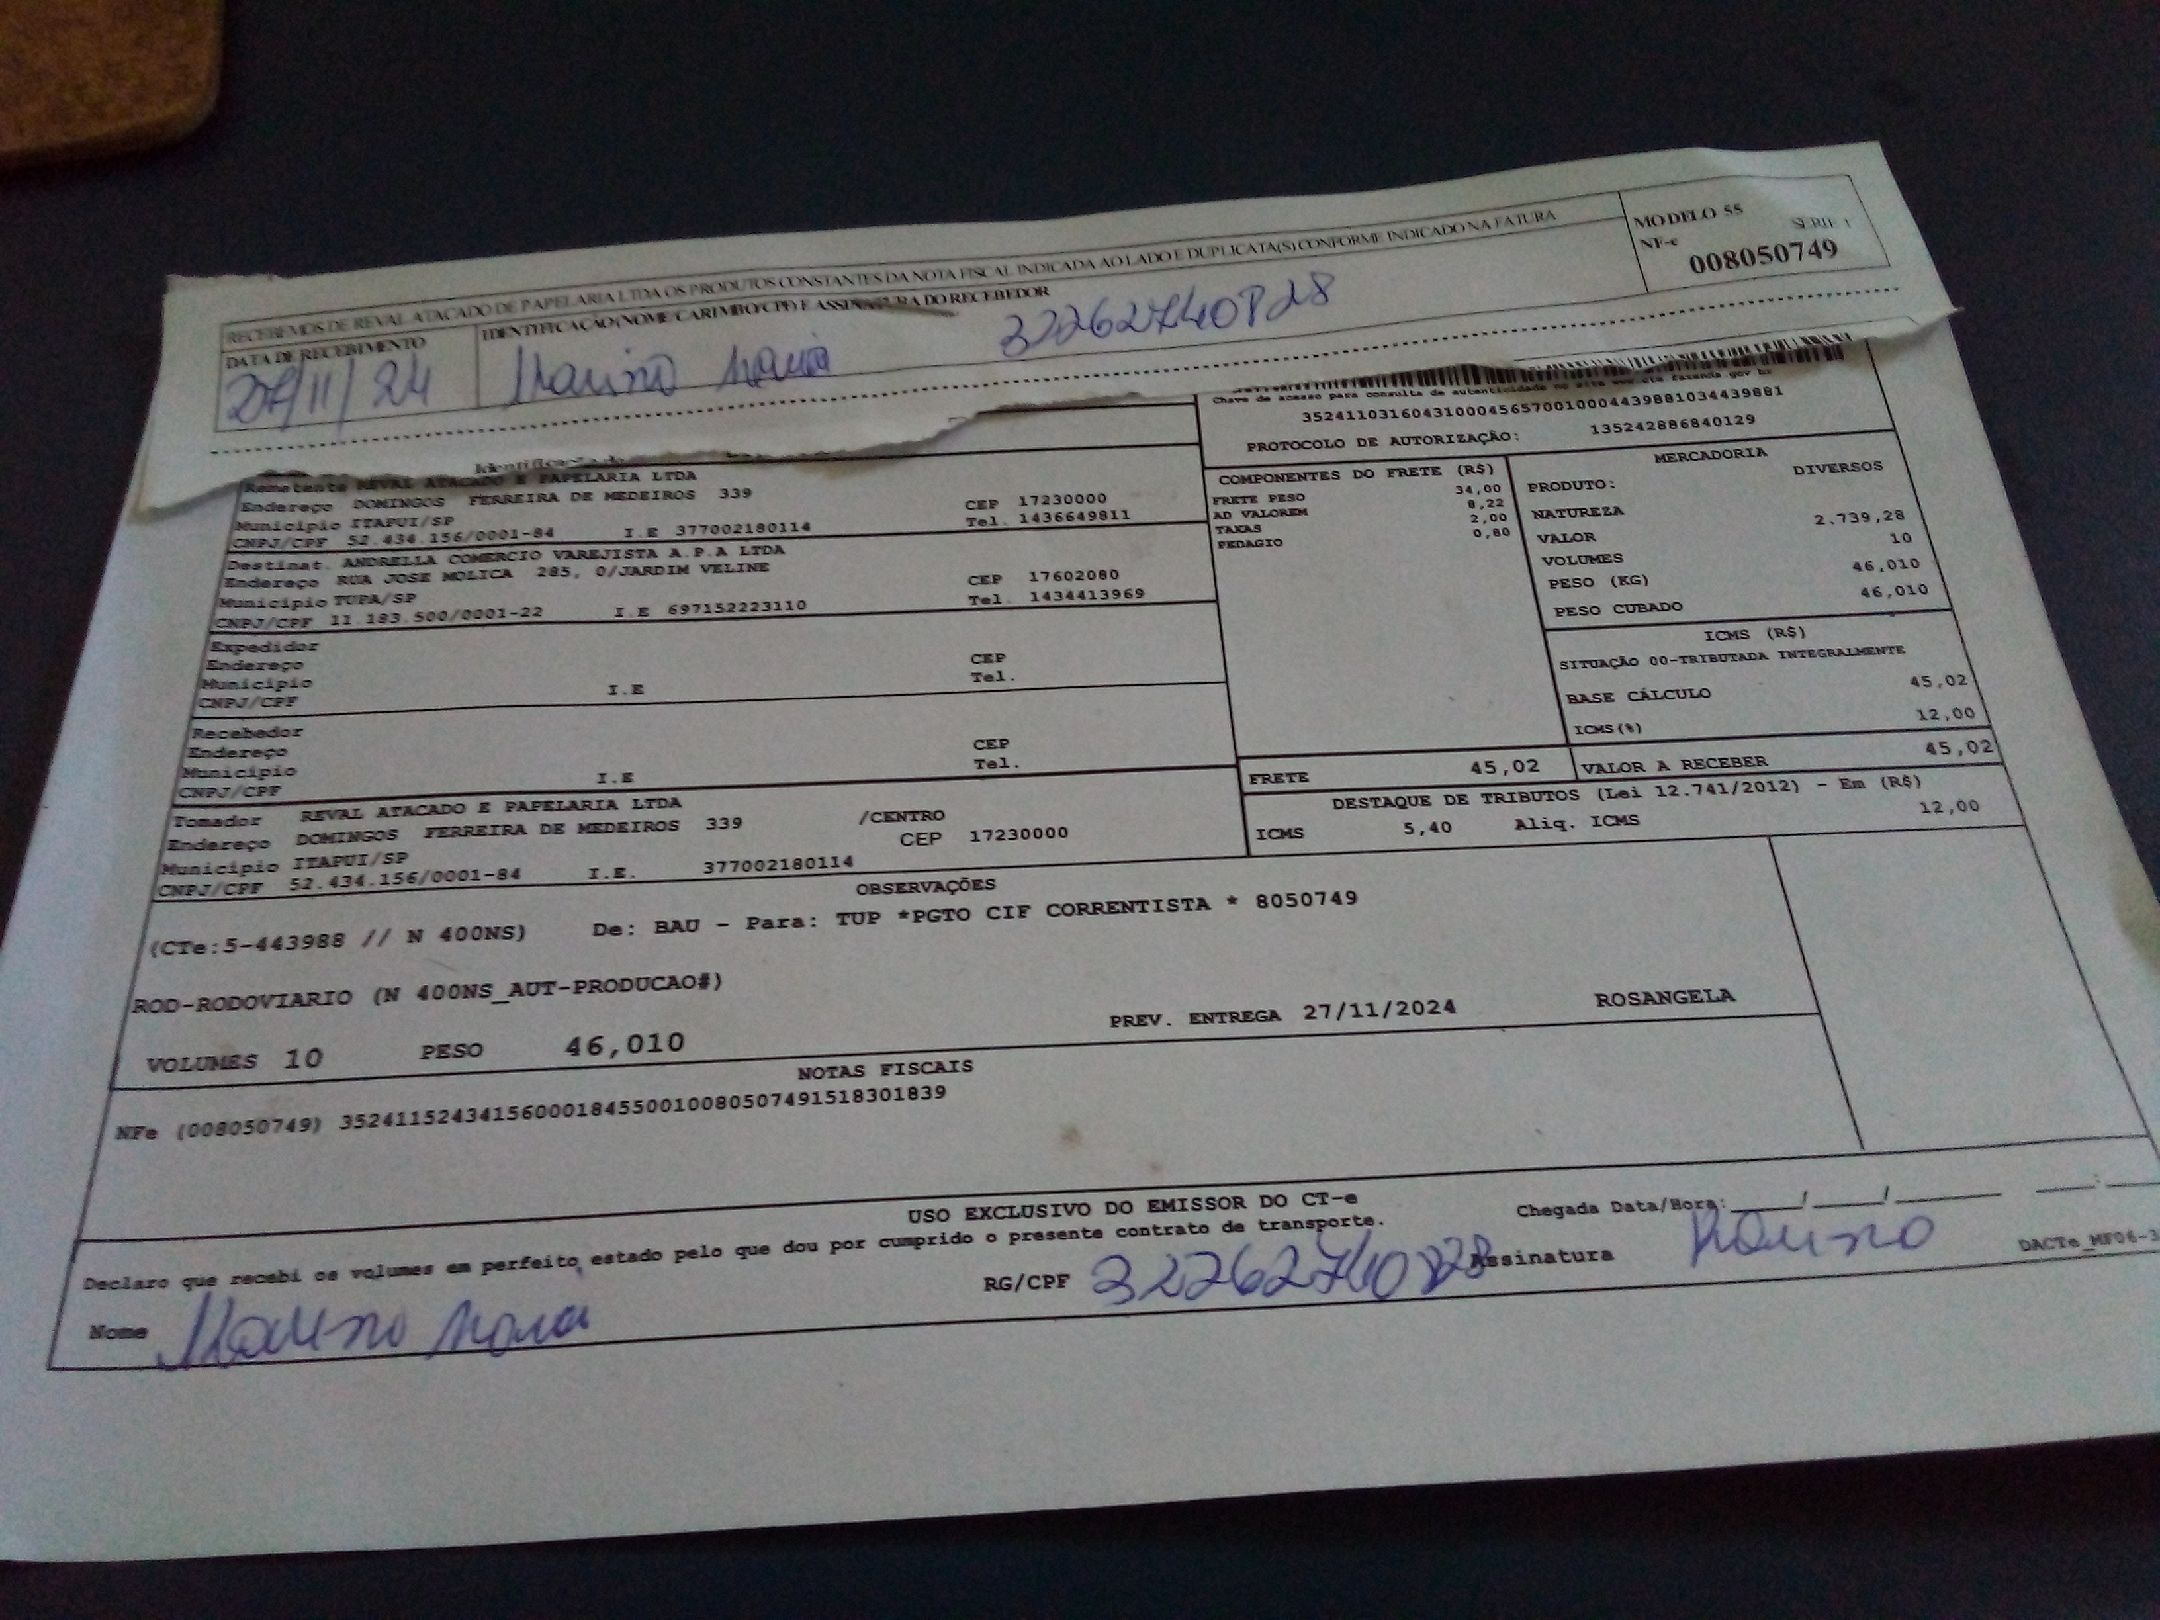 RECEBEMOS DE REVAL ATACADO DE PAPELARIA LTDA OS PRODUTOS CONSTANTES DA NOTA FISCAL INDICADA AO LADO E DUPLICATA(S) CONFORME INDICADO NA FATURA
MODELO 55
SERIE 1
NF-e
008050749
DATA DE RECEBIMENTO
IDENTIFICAÇÃO (NOME/CARIMBO/CPF) E ASSINATURA DO RECEBEDOR
27/11/24
32262740828
Chave de acesso para consulta de autenticidade no site www.cte.fazenda.gov.br
35241103160431000456570010004439881034439881
PROTOCOLO DE AUTORIZAÇÃO: 135242886840129
Remetente REVAL ATACADO E PAPELARIA LTDA
Endereço DOMINGOS FERREIRA DE MEDEIROS 339 CEP 17230000
Município ITAPUI/SP Tel. 1436649811
CNPJ/CPF 52.434.156/0001-84 I.E 377002180114
Destinat. ANDRELLA COMERCIO VAREJISTA A.P.A LTDA
Endereço RUA JOSE MOLICA 285, 0/JARDIM VELINE CEP 17602080
Município TUPA/SP Tel. 1434413969
CNPJ/CPF 11.183.500/0001-22 I.E 697152223110
Expedidor
Endereço CEP
Município Tel.
CNPJ/CPF I.E
Recebedor
Endereço CEP
Município Tel.
CNPJ/CPF I.E
Tomador REVAL ATACADO E PAPELARIA LTDA
Endereço DOMINGOS FERREIRA DE MEDEIROS 339 /CENTRO
Município ITAPUI/SP CEP 17230000
CNPJ/CPF 52.434.156/0001-84 I.E. 377002180114
COMPONENTES DO FRETE (R$)
FRETE PESO 34,00
AD VALOREM 8,22
TAXAS 2,00
PEDAGIO 0,80
MERCADORIA
PRODUTO: DIVERSOS
NATUREZA
VALOR 2.739,28
VOLUMES 10
PESO (KG) 46,010
PESO CUBADO 46,010
ICMS (R$)
SITUAÇÃO 00-TRIBUTADA INTEGRALMENTE
BASE CÁLCULO 45,02
ICMS(%) 12,00
FRETE 45,02
VALOR A RECEBER 45,02
DESTAQUE DE TRIBUTOS (Lei 12.741/2012) - Em (R$)
ICMS 5,40 Aliq. ICMS 12,00
OBSERVAÇÕES
(CTe:5-443988 // N 400NS) De: BAU - Para: TUP *PGTO CIF CORRENTISTA * 8050749
ROD-RODOVIARIO (N 400NS_AUT-PRODUCAO#)
VOLUMES 10 PESO 46,010 PREV. ENTREGA 27/11/2024 ROSANGELA
NOTAS FISCAIS
NFe (008050749) 35241152434156000184550010080507491518301839
USO EXCLUSIVO DO EMISSOR DO CT-e
Declaro que recebi os volumes em perfeito estado pelo que dou por cumprido o presente contrato de transporte.
Chegada Data/Hora: ____/____/______ ____:____
Nome
RG/CPF 32262740828
Assinatura